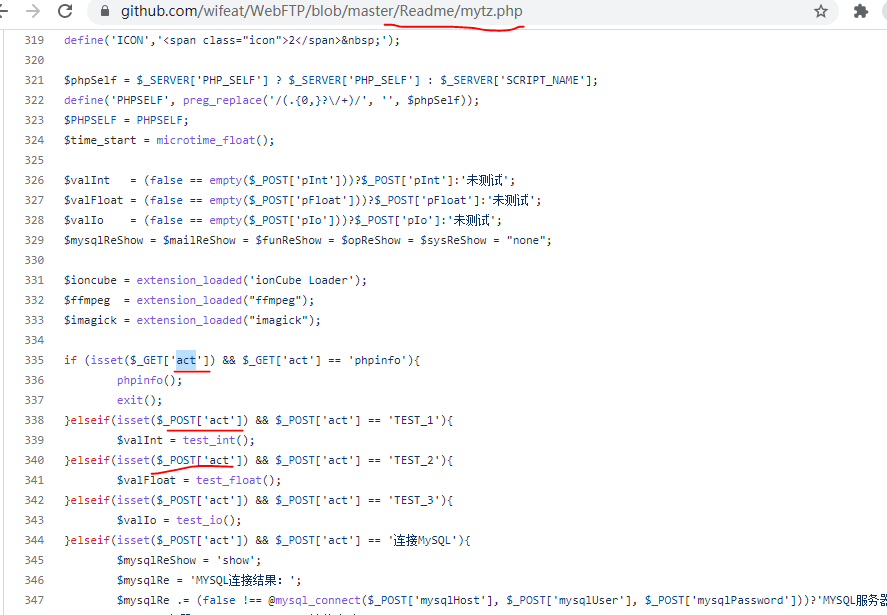 github.com/wifeat/WebFTP/blob/master/Readme/mytz.php
319 define('ICON','<span class="icon">2</span>&nbsp;');
320
321 $phpSelf = $_SERVER['PHP_SELF'] ? $_SERVER['PHP_SELF'] : $_SERVER['SCRIPT_NAME'];
322 define('PHPSELF', preg_replace('/(.{0,}?\/+)/', '', $phpSelf));
323 $PHPSELF = PHPSELF;
324 $time_start = microtime_float();
325
326 $valInt   = (false == empty($_POST['pInt']))?$_POST['pInt']:'未测试';
327 $valFloat = (false == empty($_POST['pFloat']))?$_POST['pFloat']:'未测试';
328 $valIo    = (false == empty($_POST['pIo']))?$_POST['pIo']:'未测试';
329 $mysqlReShow = $mailReShow = $funReShow = $opReShow = $sysReShow = "none";
330
331 $ioncube = extension_loaded('ionCube Loader');
332 $ffmpeg  = extension_loaded("ffmpeg");
333 $imagick = extension_loaded("imagick");
334
335 if (isset($_GET['act']) && $_GET['act'] == 'phpinfo'){
336         phpinfo();
337         exit();
338 }elseif(isset($_POST['act']) && $_POST['act'] == 'TEST_1'){
339         $valInt = test_int();
340 }elseif(isset($_POST['act']) && $_POST['act'] == 'TEST_2'){
341         $valFloat = test_float();
342 }elseif(isset($_POST['act']) && $_POST['act'] == 'TEST_3'){
343         $valIo = test_io();
344 }elseif(isset($_POST['act']) && $_POST['act'] == '连接MySQL'){
345         $mysqlReShow = 'show';
346         $mysqlRe = 'MYSQL连接结果：';
347         $mysqlRe .= (false !== @mysql_connect($_POST['mysqlHost'], $_POST['mysqlUser'], $_POST['mysqlPassword']))?'MYSQL服务器